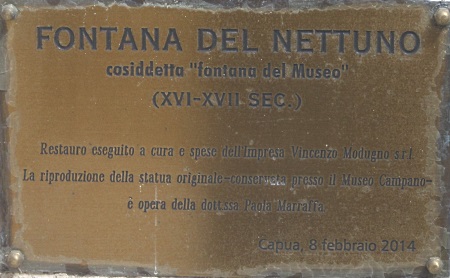 FONTANA DEL NETTUNO
cosiddetta "fontana del Museo"
(XVI-XVII SEC.)
Restauro eseguito a cura e spese dell'Impresa Vincenzo Modugno s.r.l.
La riproduzione della statua originale-conservata presso il Museo Campano-
è opera della dott.ssa Paola Marraffa.
Capua, 8 febbraio 2014